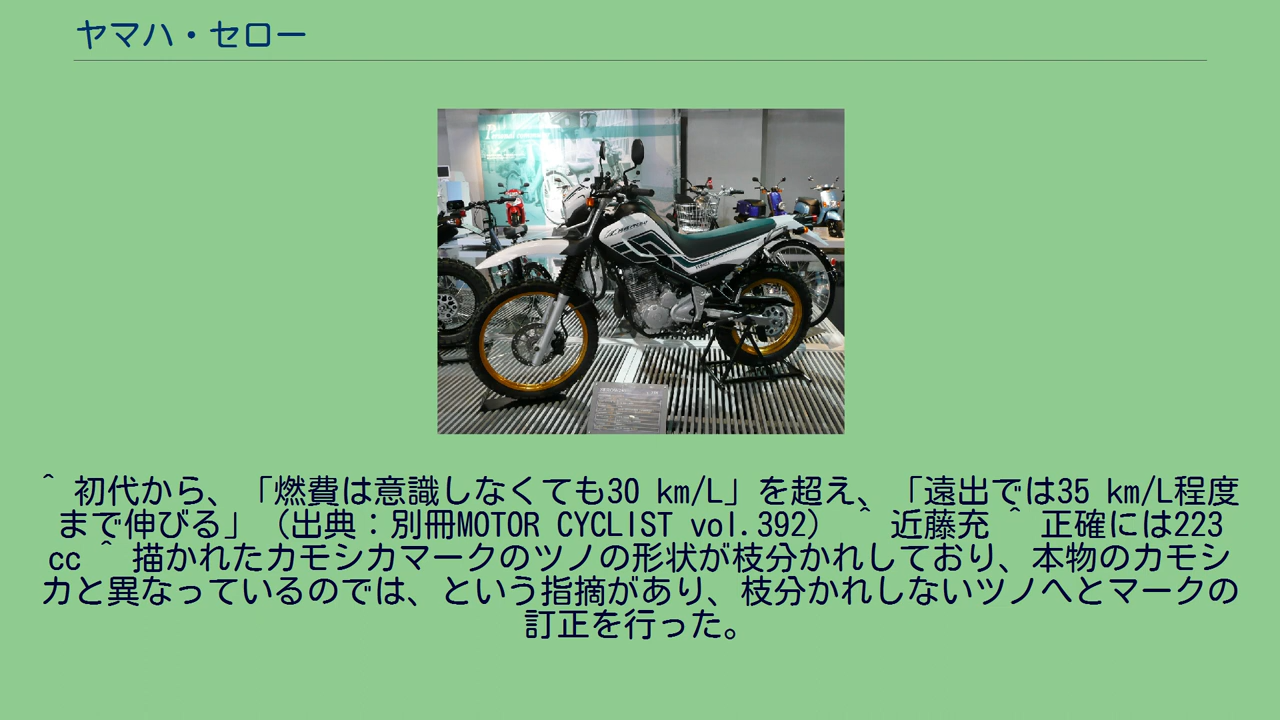 ヤマハ・セロー
^ 初代から、「燃費は意識しなくても30 km/L」を超え、「遠出では35 km/L程度
まで伸びる」（出典：別冊MOTOR CYCLIST vol.392） ^ 近藤充 ^ 正確には223
cc ^ 描かれたカモシカマークのツノの形状が枝分かれしており、本物のカモシ
カと異なっているのでは、という指摘があり、枝分かれしないツノへとマークの
訂正を行った。